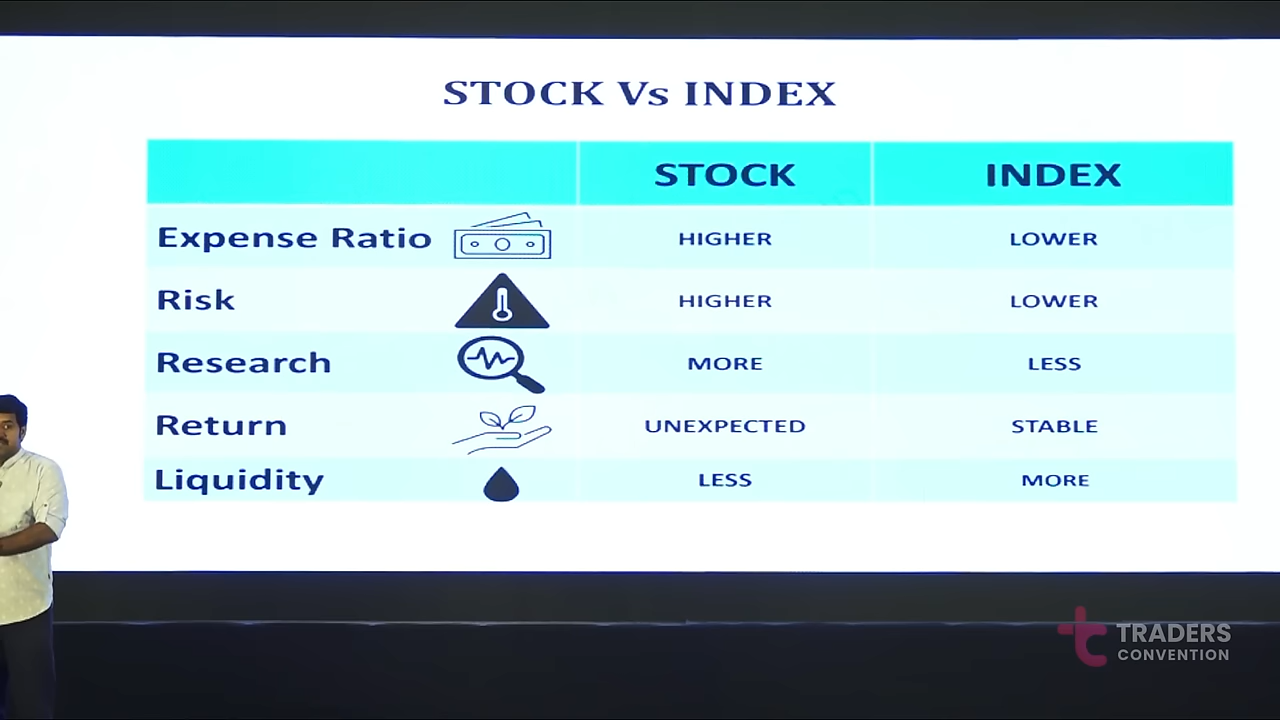 STOCK Vs INDEX
STOCK INDEX
Expense Ratio HIGHER LOWER
Risk HIGHER LOWER
Research MORE LESS
Return UNEXPECTED STABLE
Liquidity LESS MORE
TRADERS
CONVENTION